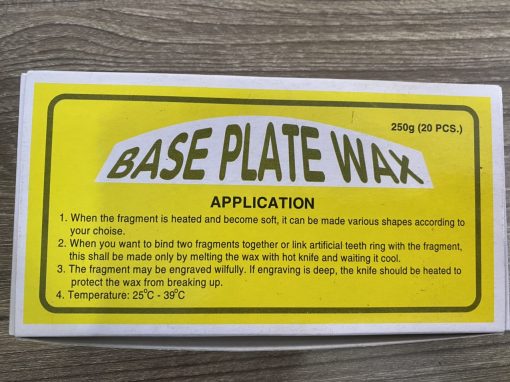 250g (20 PCS.)
BASE PLATE WAX
APPLICATION
1. When the fragment is heated and become soft, it can be made various shapes according to
your choise.
2. When you want to bind two fragments together or link artificial teeth ring with the fragment,
this shall be made only by melting the wax with hot knife and waiting it cool.
3. The fragment may be engraved wilfully. If engraving is deep, the knife should be heated to
protect the wax from breaking up.
4. Temperature: 25°C - 39°C